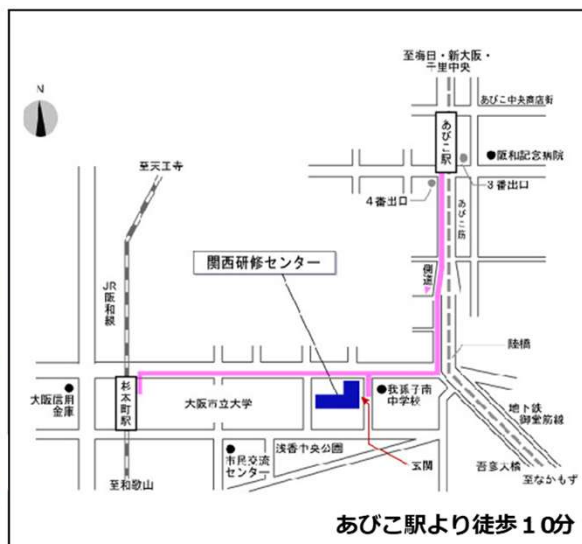 至梅田・新大阪・
千里中央
N
あびこ中央商店街
あびこ駅
阪和記念病院
至天王寺
3番出口
4番出口
あびこ筋
関西研修センター
側道
JR
阪和線
陸橋
杉本町駅
大阪信用
金庫
大阪市立大学
我孫子南
中学校
地下鉄
御堂筋線
市民交流
センター
浅香中央公園
玄関
吾彦大橋
至なかもず
至和歌山
あびこ駅より徒歩10分